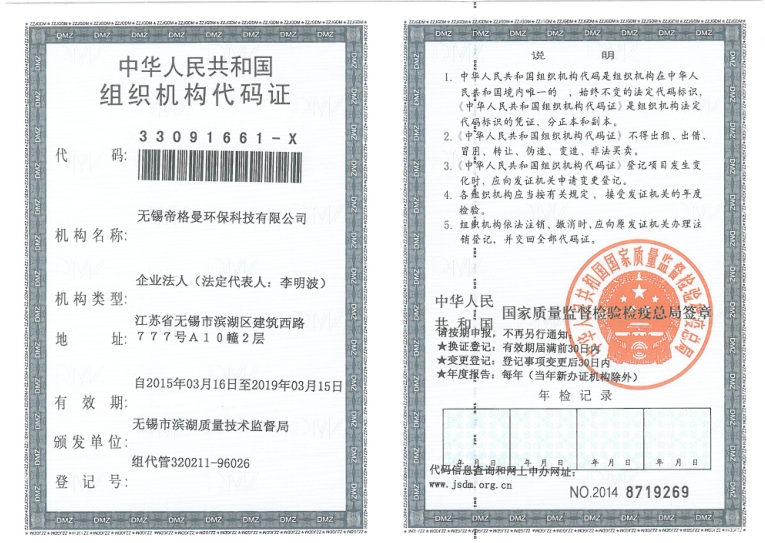 中华人民共和国
组织机构代码证
代 码: 33091661-X
无锡帝格曼环保科技有限公司
机构名称:
企业法人（法定代表人：李明波）
机构类型:
江苏省无锡市滨湖区建筑西路
地 址: 777号A10幢2层
自2015年03月16日至2019年03月15日
有 效 期:
无锡市滨湖质量技术监督局
颁发单位:
组代管320211-96026
登 记 号:
说 明
1. 中华人民共和国组织机构代码是组织机构在中华人
民共和国境内唯一的 ，始终不变的法定代码标识，
《中华人民共和国组织机构代码证》是组织机构法定
代码标识的凭证，分正本和副本。
2.《中华人民共和国组织机构代码证》不得出租、出借、
冒用、转让、伪造、变造、非法买卖。
3.《中华人民共和国组织机构代码证》登记项目发生变
化时，应向发证机关申请变更登记。
4. 各组织机构应当按有关规定，接受发证机关的年度
检验。
5. 组织机构依法注销、撤消时，应向原发证机关办理注
销登记，并交回全部代码证。
中华人民
共和国 国家质量监督检验检疫总局签章
请按期申报，不再另行通知：
★换证登记：有效期届满前30日内
★变更登记：登记事项变更后30日内
★年度报告：每年（当年新办证机构除外）
年 检 记 录
年 月 日 年 月 日 年 月 日 年 月 日
代码信息查询和网上申办网址：
www.jsdm.org.cn
NO.2014 8719269
中华人民共和国国家质量监督检验检疫总局